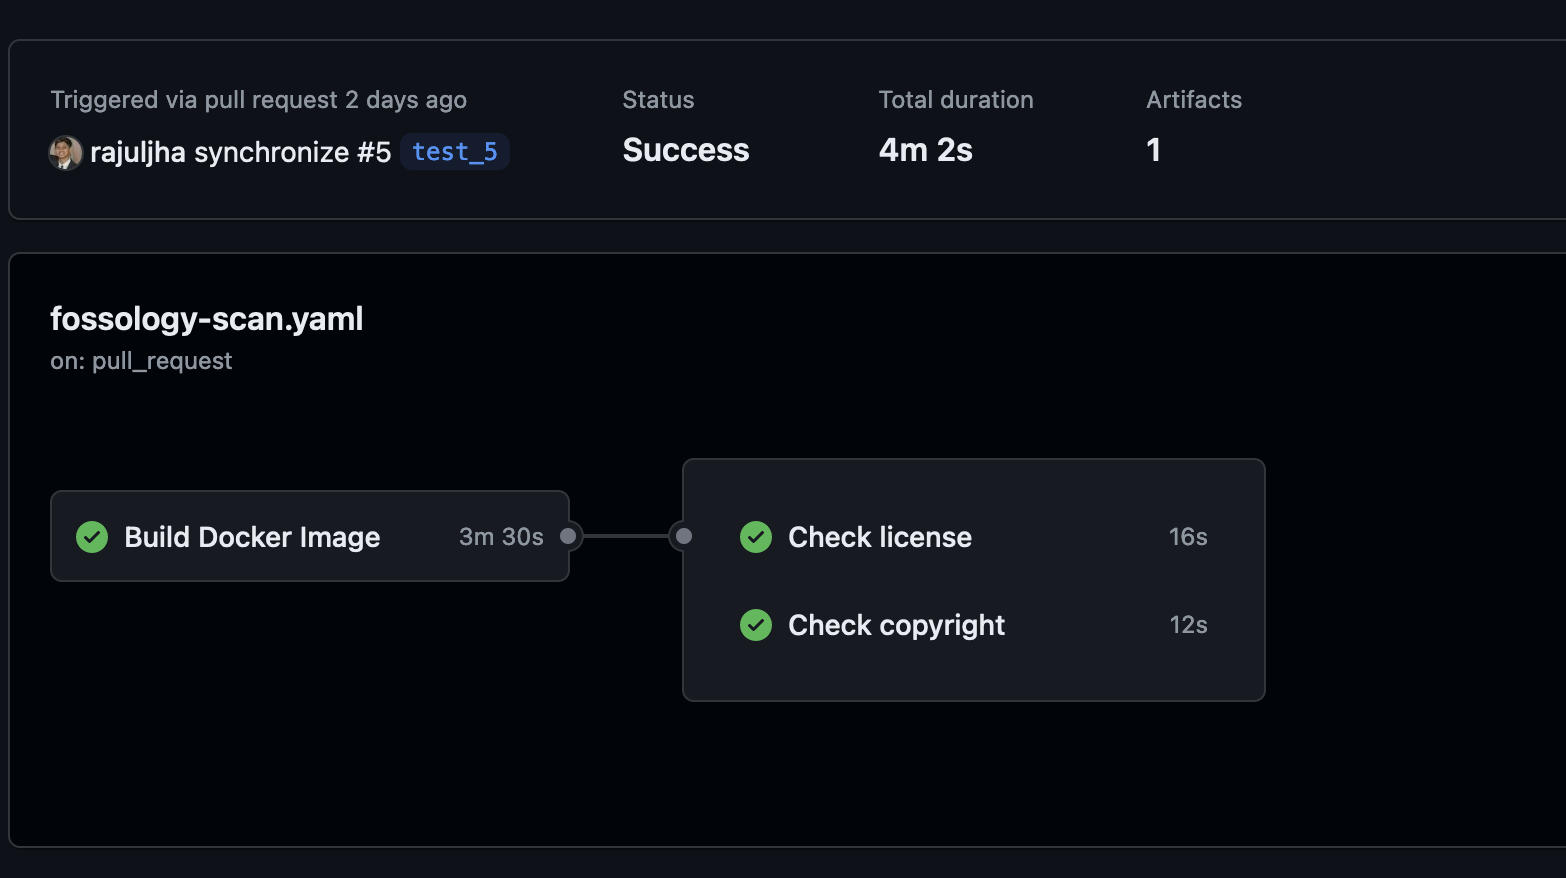 Triggered via pull request 2 days ago
rajuljha synchronize #5 test_5
Status
Success
Total duration
4m 2s
Artifacts
1
fossology-scan.yaml
on: pull_request
Build Docker Image 3m 30s
Check license 16s
Check copyright 12s